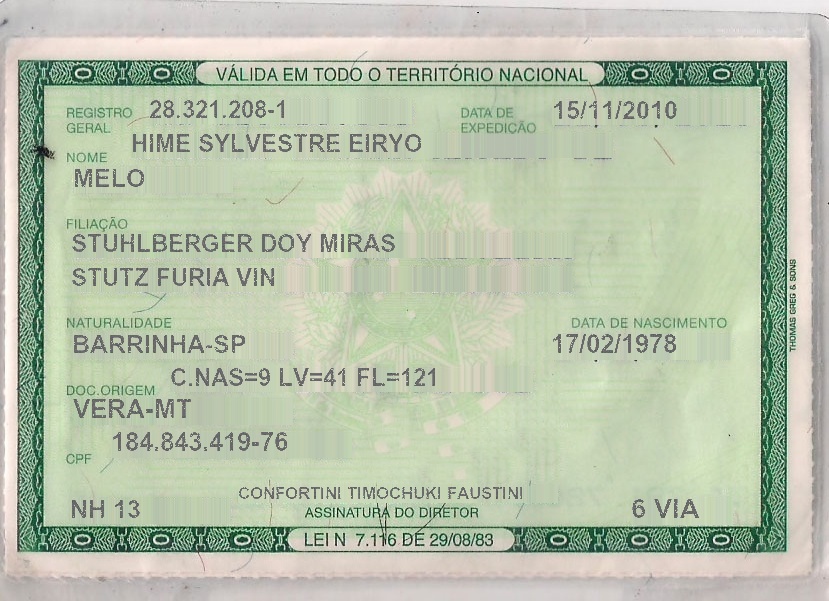 VÁLIDA EM TODO O TERRITÓRIO NACIONAL
REGISTRO GERAL 28.321.208-1 DATA DE EXPEDIÇÃO 15/11/2010
NOME HIME SYLVESTRE EIRYO
MELO
FILIAÇÃO
STUHLBERGER DOY MIRAS
STUTZ FURIA VIN
NATURALIDADE DATA DE NASCIMENTO
BARRINHA-SP 17/02/1978
DOC.ORIGEM C.NAS=9 LV=41 FL=121
VERA-MT
CPF 184.843.419-76
CONFORTINI TIMOCHUKI FAUSTINI
NH 13 ASSINATURA DO DIRETOR 6 VIA
LEI N 7.116 DE 29/08/83
THOMAS GREG & SONS